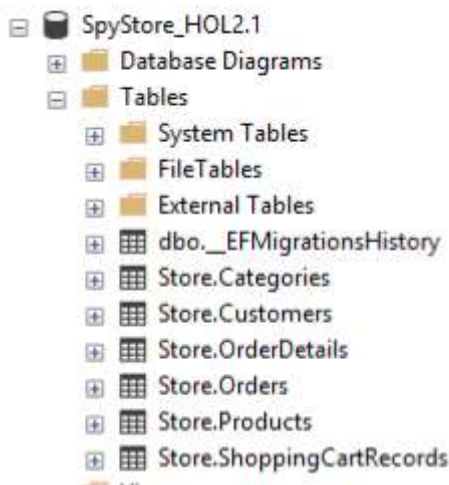 SpyStore_HOL2.1
Database Diagrams
Tables
System Tables
FileTables
External Tables
dbo.__EFMigrationsHistory
Store.Categories
Store.Customers
Store.OrderDetails
Store.Orders
Store.Products
Store.ShoppingCartRecords